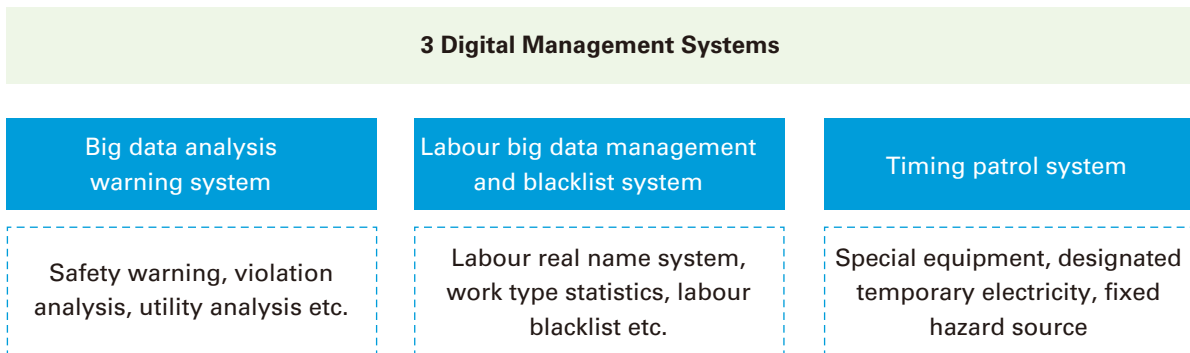 3 Digital Management Systems
Big data analysis
warning system
Labour big data management
and blacklist system
Timing patrol system
Safety warning, violation
analysis, utility analysis etc.
Labour real name system,
work type statistics, labour
blacklist etc.
Special equipment, designated
temporary electricity, fixed
hazard source